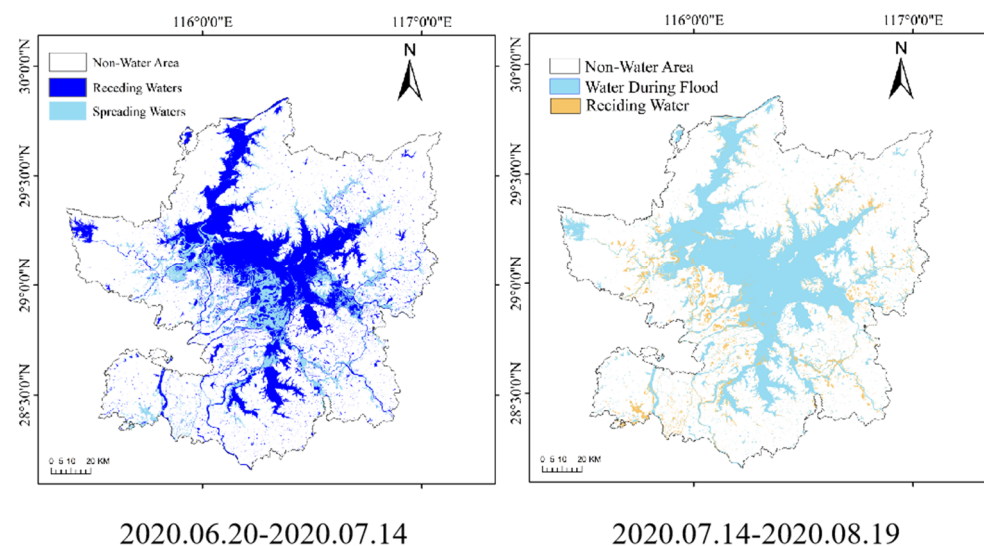 116°0'0"E 117°0'0"E
N
30°0'0"N
29°30'0"N
29°0'0"N
28°30'0"N
Non-Water Area
Receding Waters
Spreading Waters
0 5 10 20 KM
2020.06.20-2020.07.14
116°0'0"E 117°0'0"E
N
30°0'0"N
29°30'0"N
29°0'0"N
28°30'0"N
Non-Water Area
Water During Flood
Reciding Water
0 5 10 20 KM
2020.07.14-2020.08.19